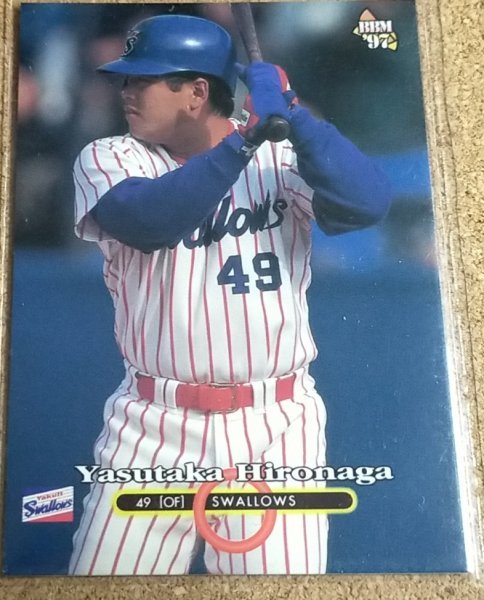 BBM
'97
Swallows
49
Yasutaka Hironaga
49 [OF] SWALLOWS
Yakult
Swallows